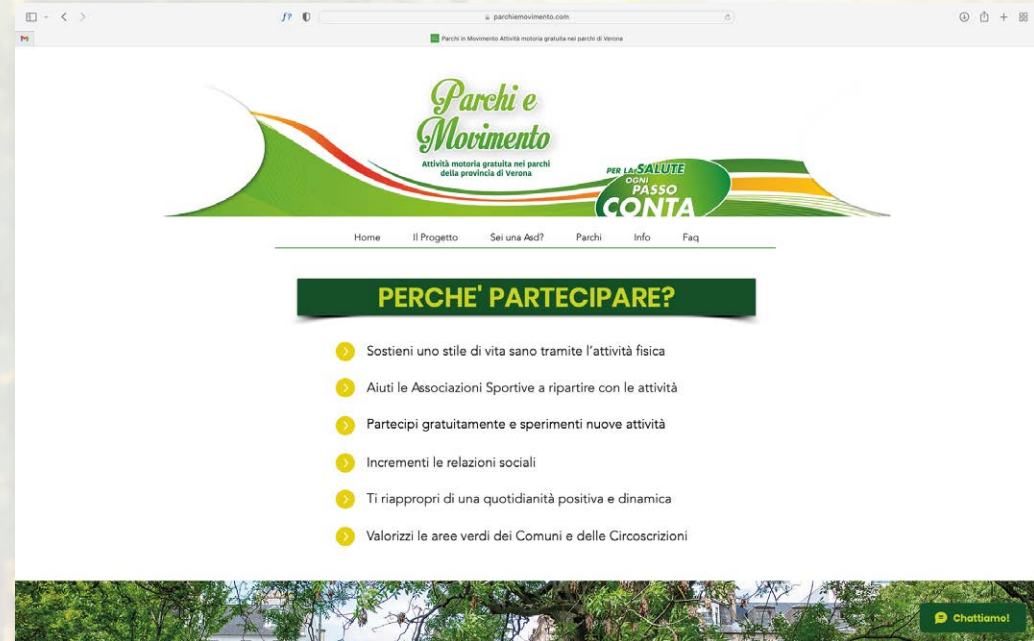 parchiemovimento.com
Parchi in Movimento Attività motoria gratuita nei parchi di Verona
Parchi e
Movimento
Attività motoria gratuita nei parchi
della provincia di Verona
PER LA SALUTE
OGNI
PASSO
CONTA
Home Il Progetto Sei una Asd? Parchi Info Faq
PERCHE' PARTECIPARE?
Sostieni uno stile di vita sano tramite l'attività fisica
Aiuti le Associazioni Sportive a ripartire con le attività
Partecipi gratuitamente e sperimenti nuove attività
Incrementi le relazioni sociali
Ti riappropri di una quotidianità positiva e dinamica
Valorizzi le aree verdi dei Comuni e delle Circoscrizioni
Chattiamo!